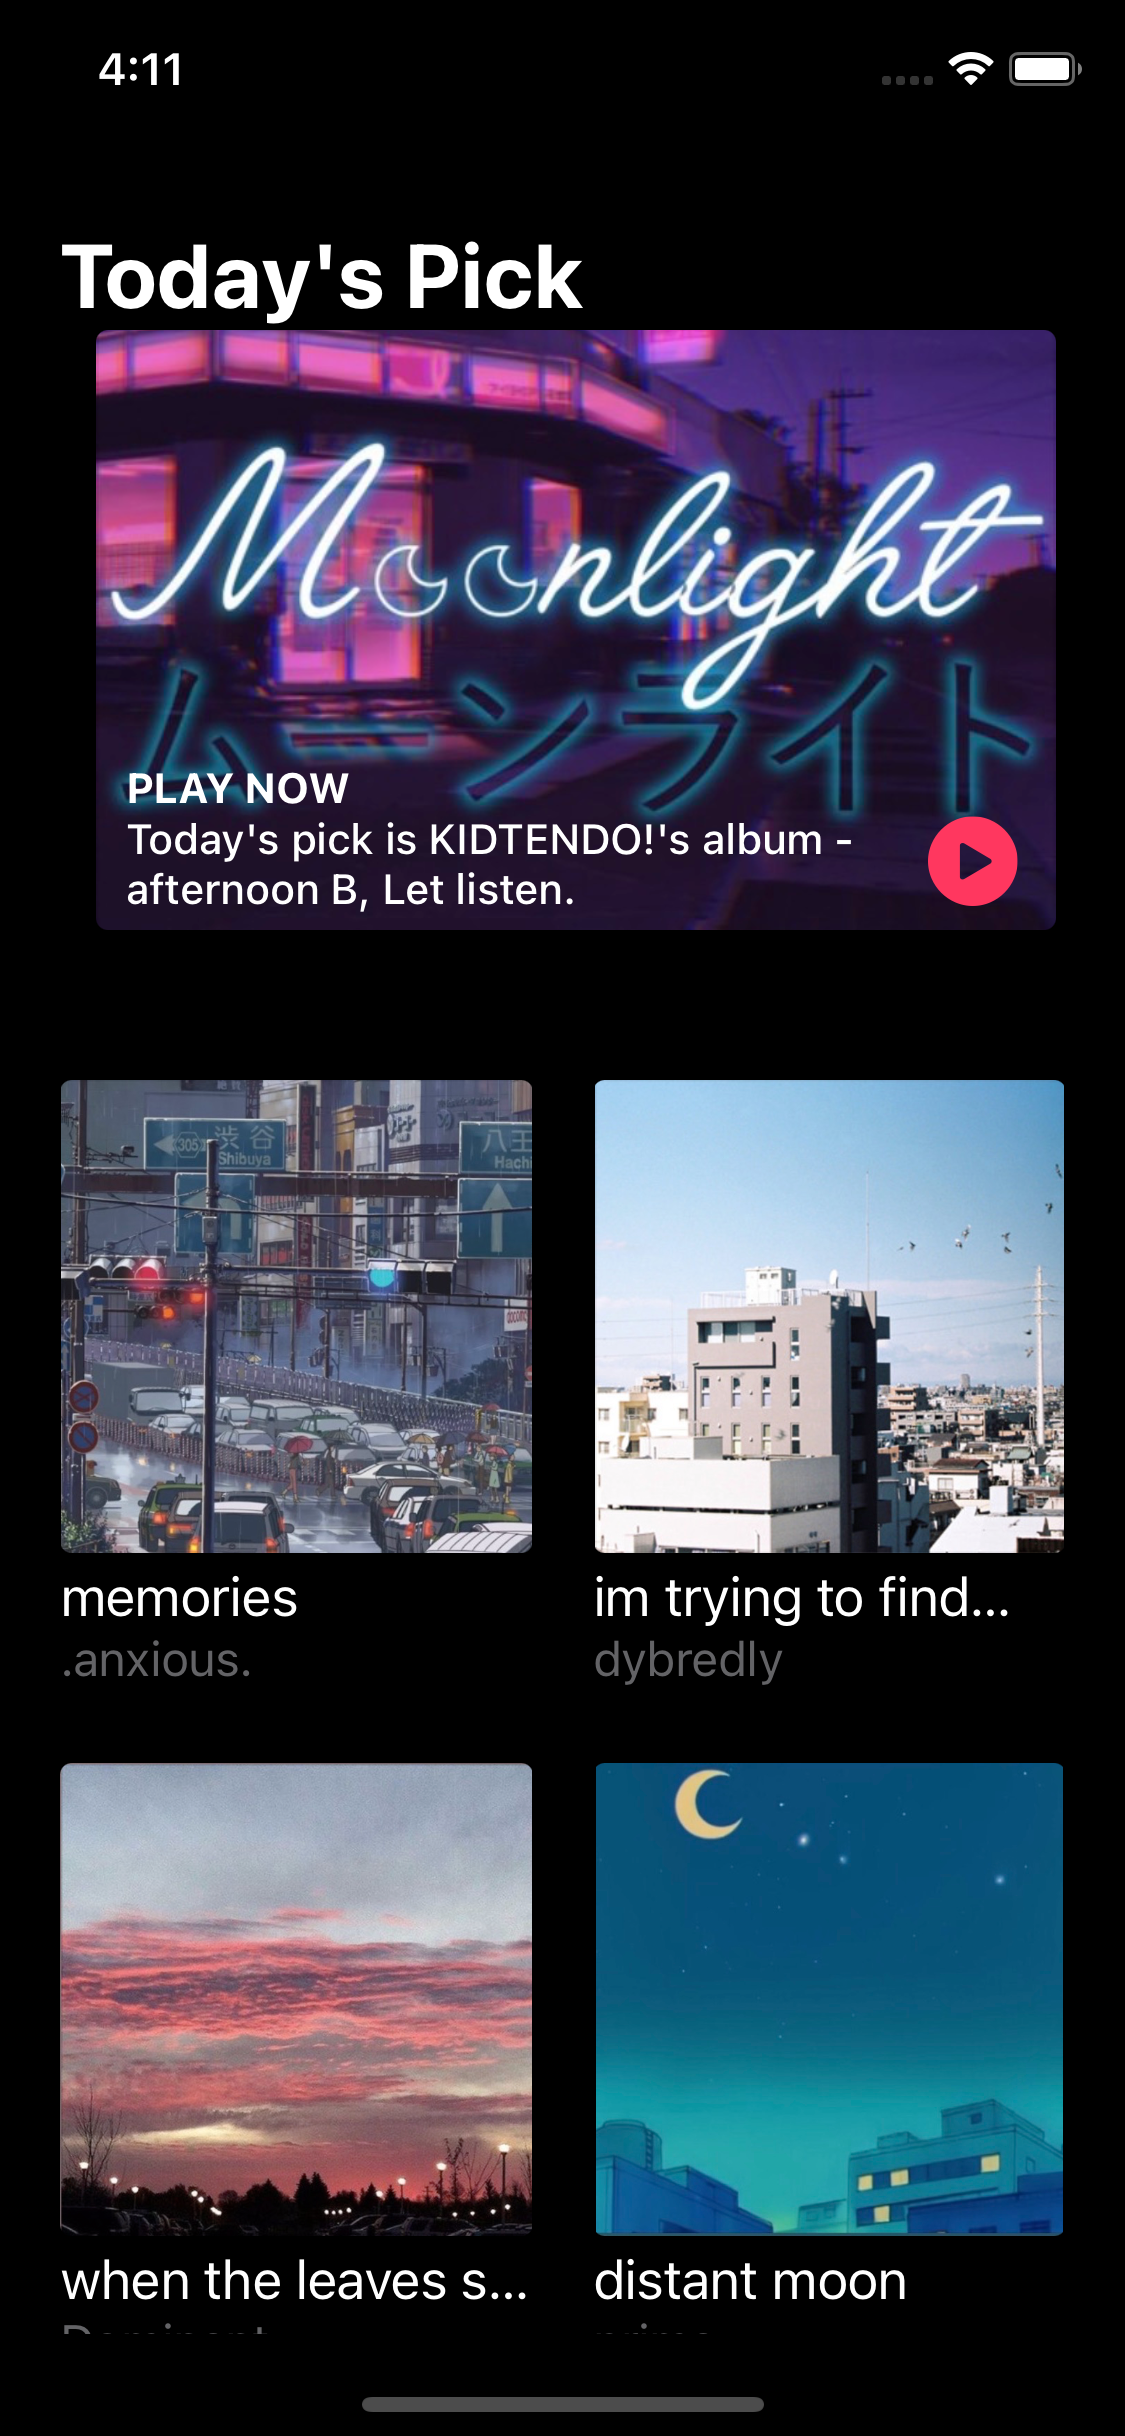 4:11
Today's Pick
Moonlight
ムーンライト
PLAY NOW
Today's pick is KIDTENDO!'s album -
afternoon B, Let listen.
305 渋谷
Shibuya
八王
Hachi
memories
.anxious.
im trying to find...
dybredly
when the leaves s...
distant moon